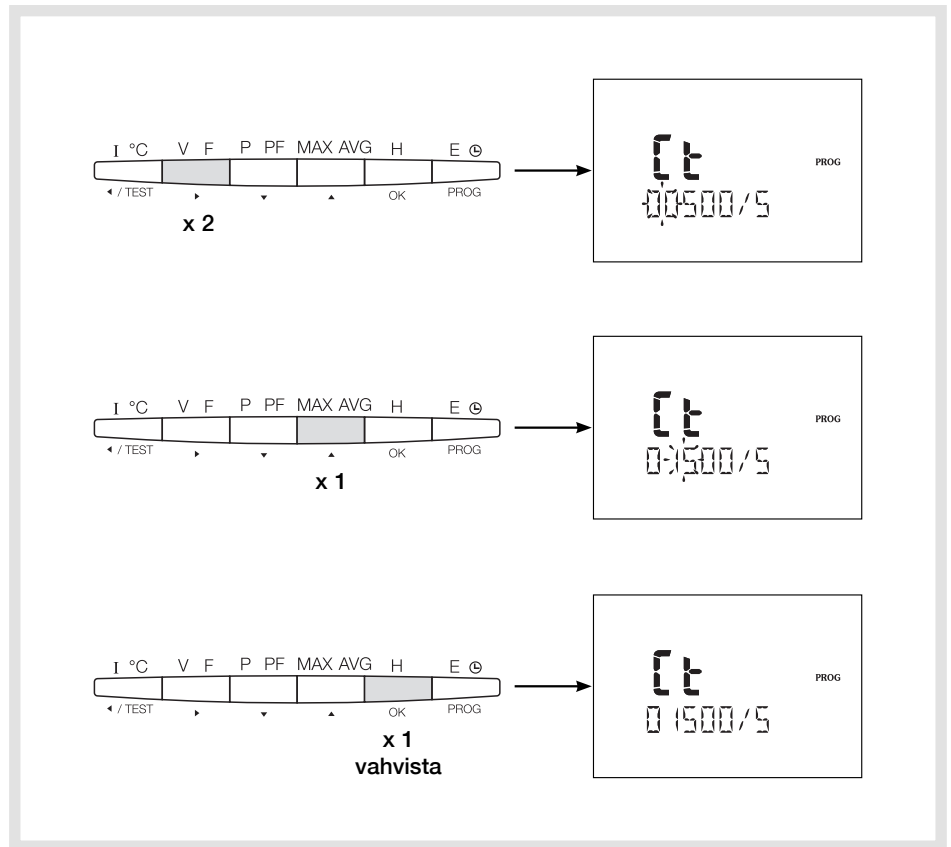 I °C V F P PF MAX AVG H E
◂ / TEST ▸ ▾ ▴ OK PROG
x 2
Ct PROG
00500/5
I °C V F P PF MAX AVG H E
◂ / TEST ▸ ▾ ▴ OK PROG
x 1
Ct PROG
01500/5
I °C V F P PF MAX AVG H E
◂ / TEST ▸ ▾ ▴ OK PROG
x 1
vahvista
Ct PROG
01500/5